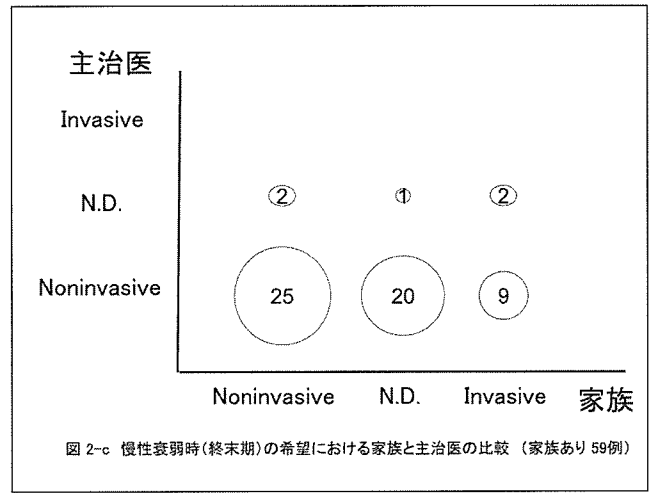 主治医
Invasive
N.D.
2
1
2
Noninvasive
25
20
9
Noninvasive
N.D.
Invasive
家族
図 2-c 慢性衰弱時(終末期)の希望における家族と主治医の比較 (家族あり 59例)